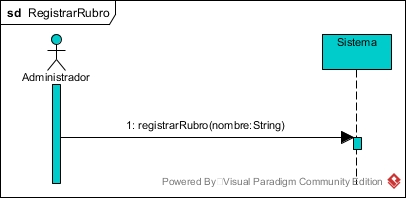 sd RegistrarRubro
Sistema
Administrador
1: registrarRubro(nombre:String)
Powered By Visual Paradigm Community Edition